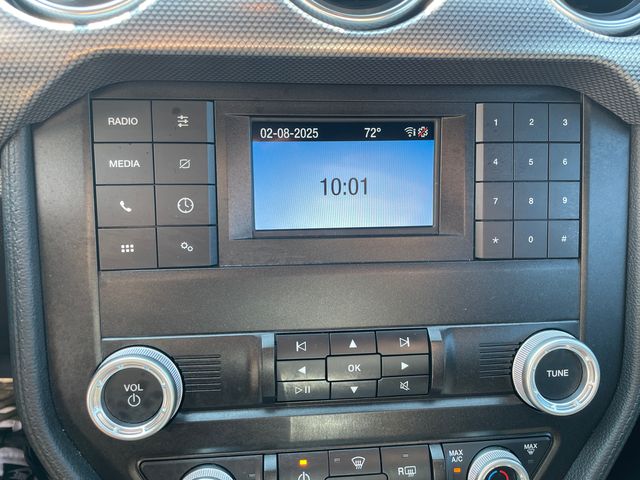 RADIO
MEDIA
02-08-2025 72°
10:01
1 2 3
4 5 6
7 8 9
* 0 #
OK
VOL
TUNE
R
MAX A/C
MAX